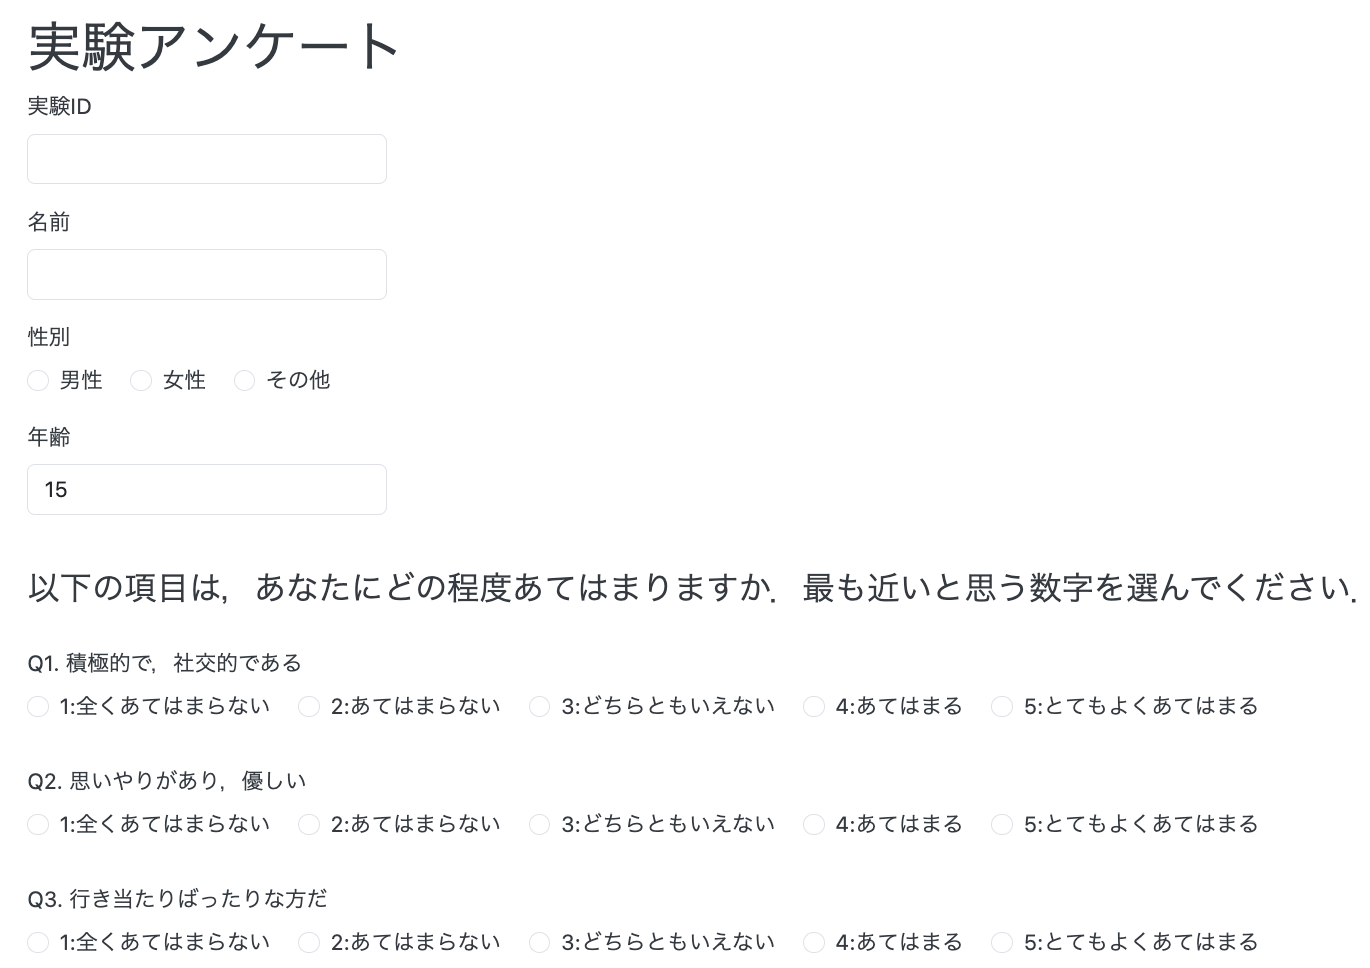 実験アンケート
実験ID
名前
性別
男性 女性 その他
年齢
15
以下の項目は，あなたにどの程度あてはまりますか．最も近いと思う数字を選んでください．
Q1. 積極的で，社交的である
1:全くあてはまらない 2:あてはまらない 3:どちらともいえない 4:あてはまる 5:とてもよくあてはまる
Q2. 思いやりがあり，優しい
1:全くあてはまらない 2:あてはまらない 3:どちらともいえない 4:あてはまる 5:とてもよくあてはまる
Q3. 行き当たりばったりな方だ
1:全くあてはまらない 2:あてはまらない 3:どちらともいえない 4:あてはまる 5:とてもよくあてはまる